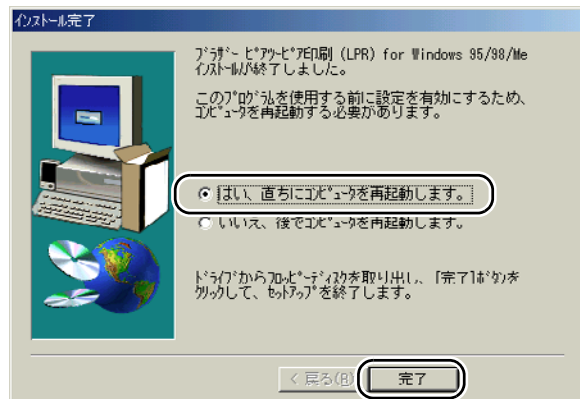 インストール完了
ブラザー ピアツーピア印刷 (LPR) for Windows 95/98/Me
インストールが終了しました。
このプログラムを使用する前に設定を有効にするため、
コンピュータを再起動する必要があります。
はい、直ちにコンピュータを再起動します。
いいえ、後でコンピュータを再起動します。
ドライブからフロッピーディスクを取り出し、「完了」ボタンを
クリックして、セットアップを終了します。
< 戻る(B)
完了